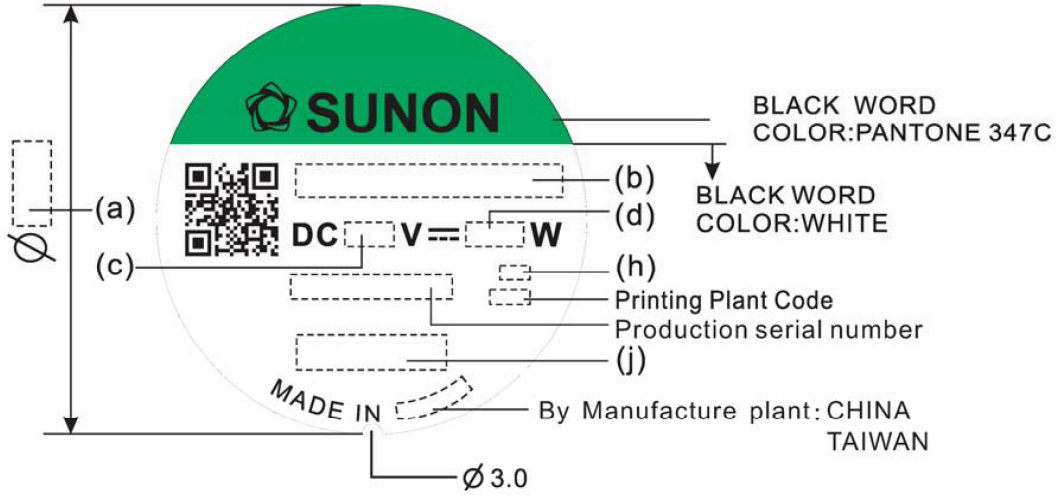 SUNON
BLACK WORD
COLOR:PANTONE 347C
(b)
BLACK WORD
COLOR:WHITE
(a)
Ø
(d)
DC V W
(c)
(h)
Printing Plant Code
Production serial number
(j)
MADE IN
By Manufacture plant: CHINA
TAIWAN
Ø 3.0